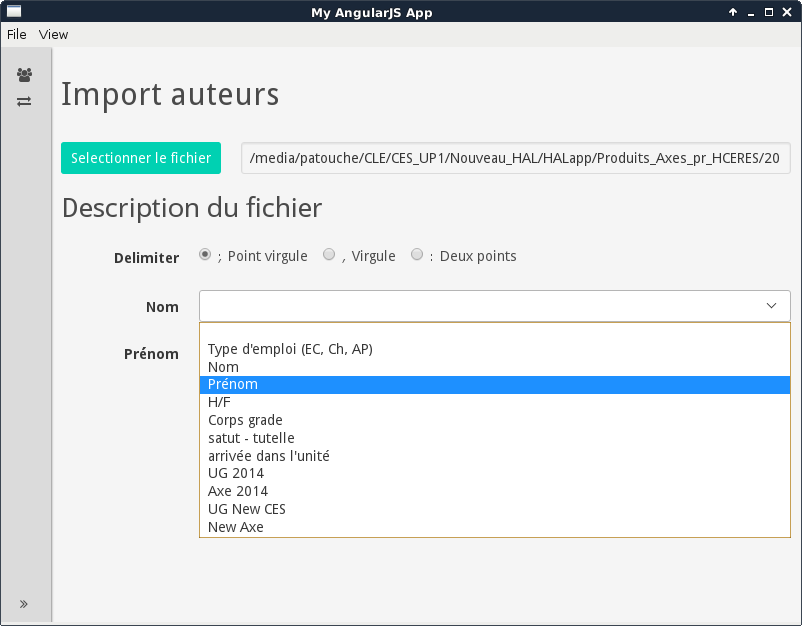 My AngularJS App
File View
Import auteurs
Selectionner le fichier /media/patouche/CLE/CES_UP1/Nouveau_HAL/HALapp/Produits_Axes_pr_HCERES/20
Description du fichier
Delimiter ; Point virgule , Virgule : Deux points
Nom
Prénom
Type d'emploi (EC, Ch, AP)
Nom
Prénom
H/F
Corps grade
satut - tutelle
arrivée dans l'unité
UG 2014
Axe 2014
UG New CES
New Axe